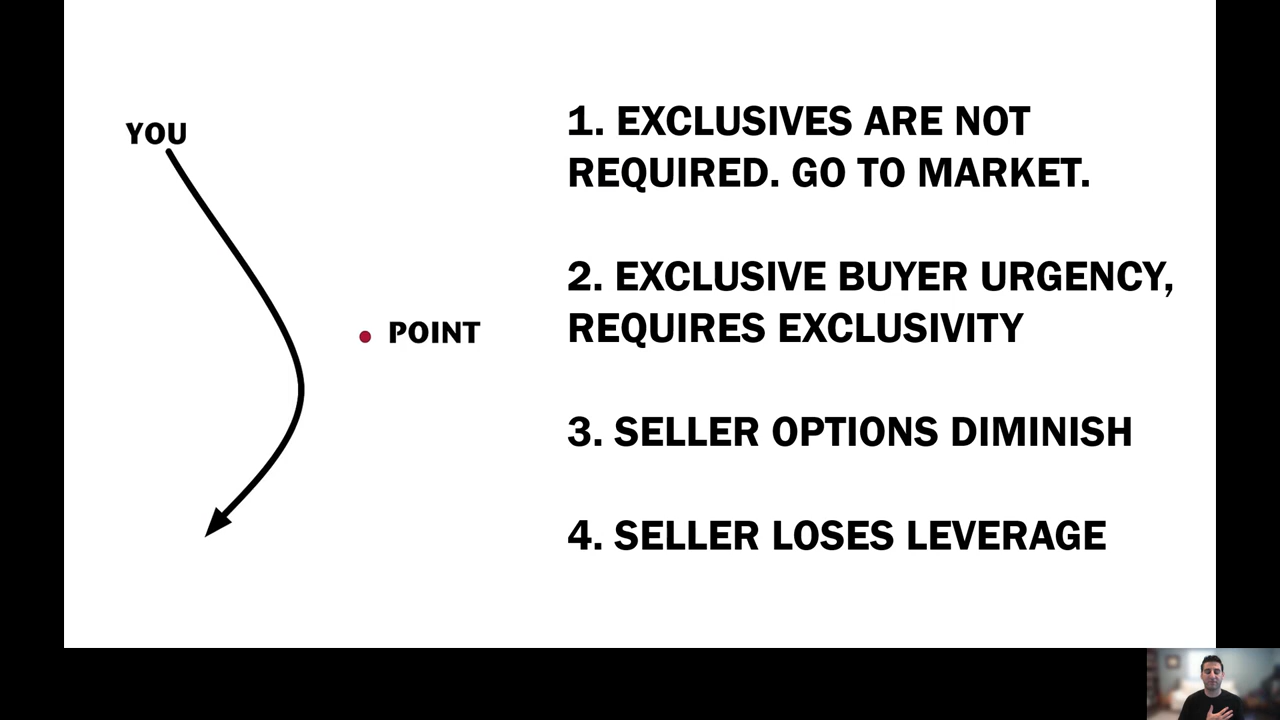 YOU
POINT
1. EXCLUSIVES ARE NOT
REQUIRED. GO TO MARKET.
2. EXCLUSIVE BUYER URGENCY,
REQUIRES EXCLUSIVITY
3. SELLER OPTIONS DIMINISH
4. SELLER LOSES LEVERAGE